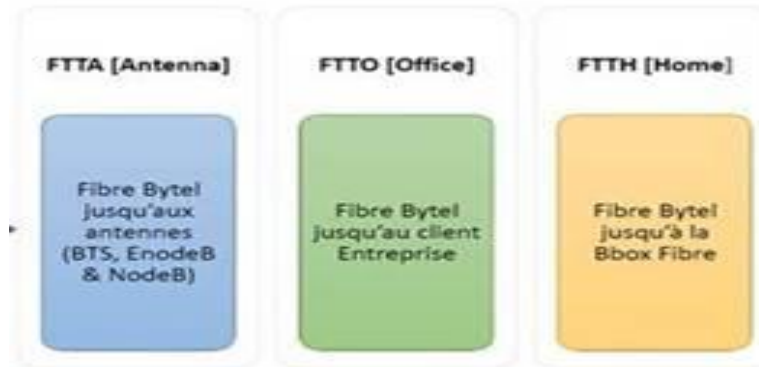 FTTA [Antenna]
Fibre Bytel
jusqu'aux
antennes
(BTS, EnodeB
& NodeB)
FTTO [Office]
Fibre Bytel
jusqu'au client
Entreprise
FTTH [Home]
Fibre Bytel
jusqu'à la
Bbox Fibre